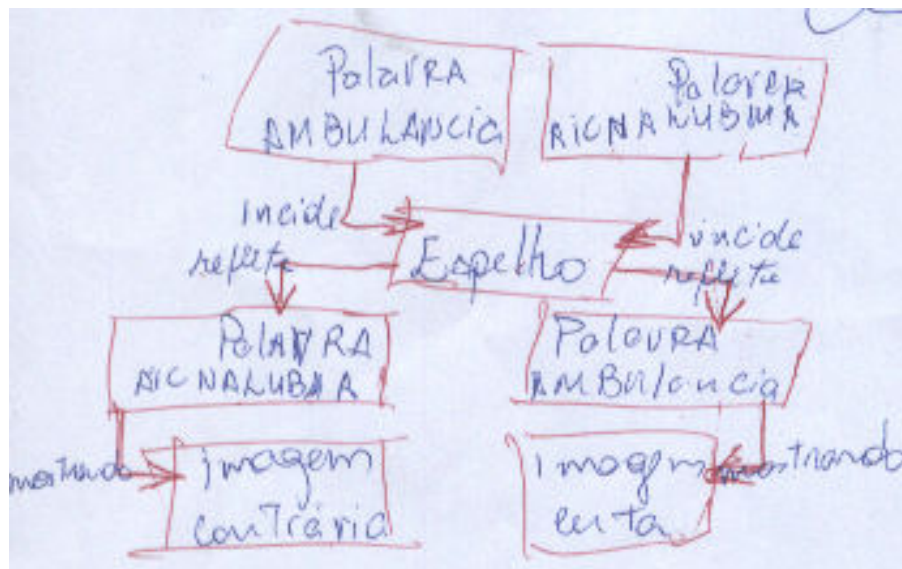 PalavRA
AMBULANCia
Palavra
AICNALUBMA
incide
reflete
Espelho
incide
reflete
PalavRA
AICNALUBMA
PalavRA
AMBUlancia
mostrando
imagem
contrária
imagem
certa
mostrando